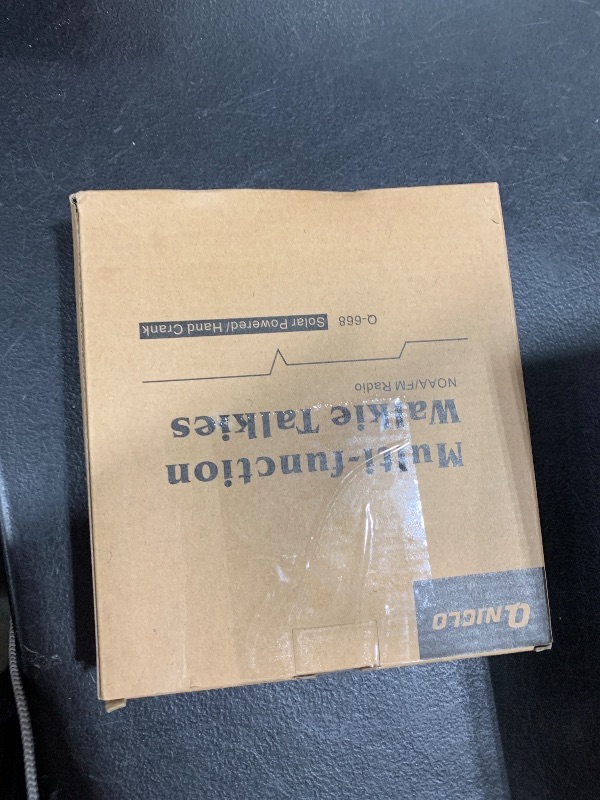 QNIGLO
Multi-function
Walkie Talkies
NOAA/FM Radio
Q-668 Solar Powered/ Hand Crank